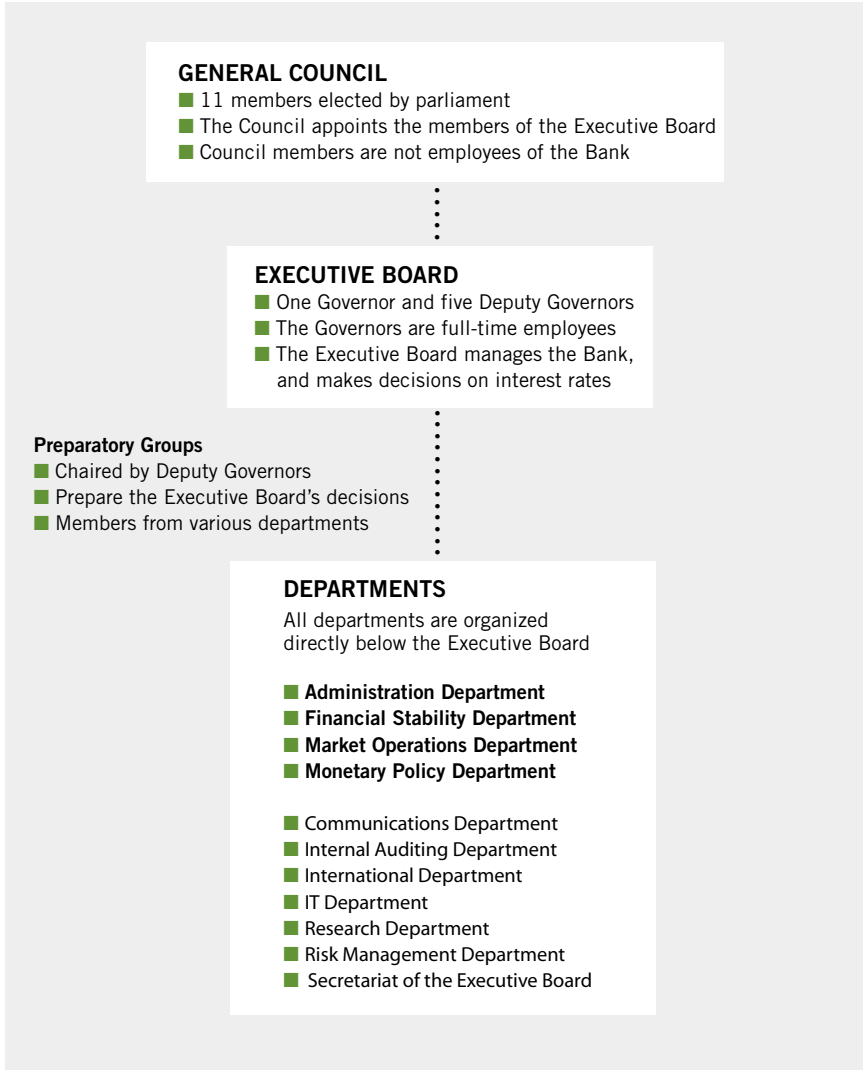 GENERAL COUNCIL
■ 11 members elected by parliament
■ The Council appoints the members of the Executive Board
■ Council members are not employees of the Bank
EXECUTIVE BOARD
■ One Governor and five Deputy Governors
■ The Governors are full-time employees
■ The Executive Board manages the Bank,
and makes decisions on interest rates
Preparatory Groups
■ Chaired by Deputy Governors
■ Prepare the Executive Board’s decisions
■ Members from various departments
DEPARTMENTS
All departments are organized
directly below the Executive Board
■ Administration Department
■ Financial Stability Department
■ Market Operations Department
■ Monetary Policy Department
■ Communications Department
■ Internal Auditing Department
■ International Department
■ IT Department
■ Research Department
■ Risk Management Department
■ Secretariat of the Executive Board